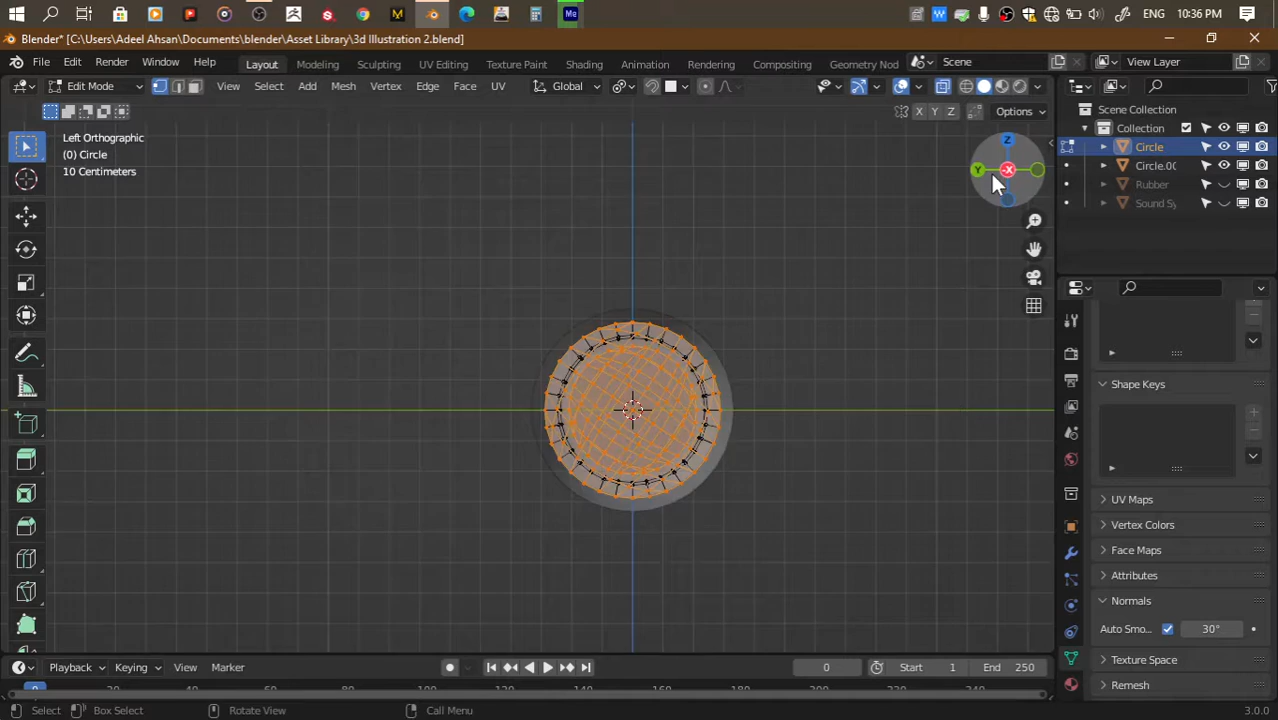 ENG 10:36 PM
Blender* [C:\Users\Adeel Ahsan\Documents\blender\Asset Library\3d Illustration 2.blend]
File Edit Render Window Help Layout Modeling Sculpting UV Editing Texture Paint Shading Animation Rendering Compositing Geometry Nod Scene View Layer
Edit Mode View Select Add Mesh Vertex Edge Face UV Global
X Y Z Options
Left Orthographic
(0) Circle
10 Centimeters
Z
Y -X
Scene Collection
Collection
Circle
Circle.00
Rubber
Sound Sy
Shape Keys
UV Maps
Vertex Colors
Face Maps
Attributes
Normals
Auto Smo... 30°
Texture Space
Remesh
Playback Keying View Marker 0 Start 1 End 250
0
Select Box Select Rotate View Call Menu 3.0.0